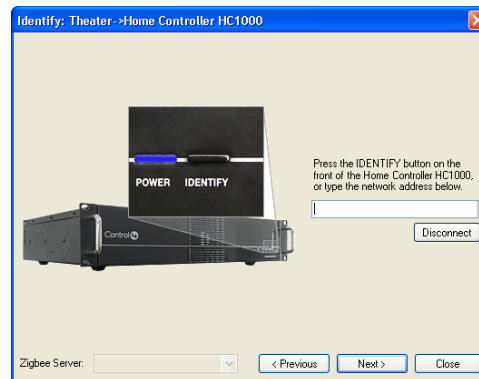 Identify: Theater->Home Controller HC1000
POWER IDENTIFY
Control4
Press the IDENTIFY button on the
front of the Home Controller HC1000,
or type the network address below.
Disconnect
Zigbee Server:
< Previous
Next >
Close